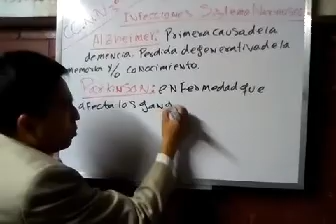 Infecciones Sistema Nervioso
Alzheimer: Primera causa de la
demencia. Perdida degenerativa de la
memoria y/o conocimiento.
Parkinson: enfermedad que
afecta los gang